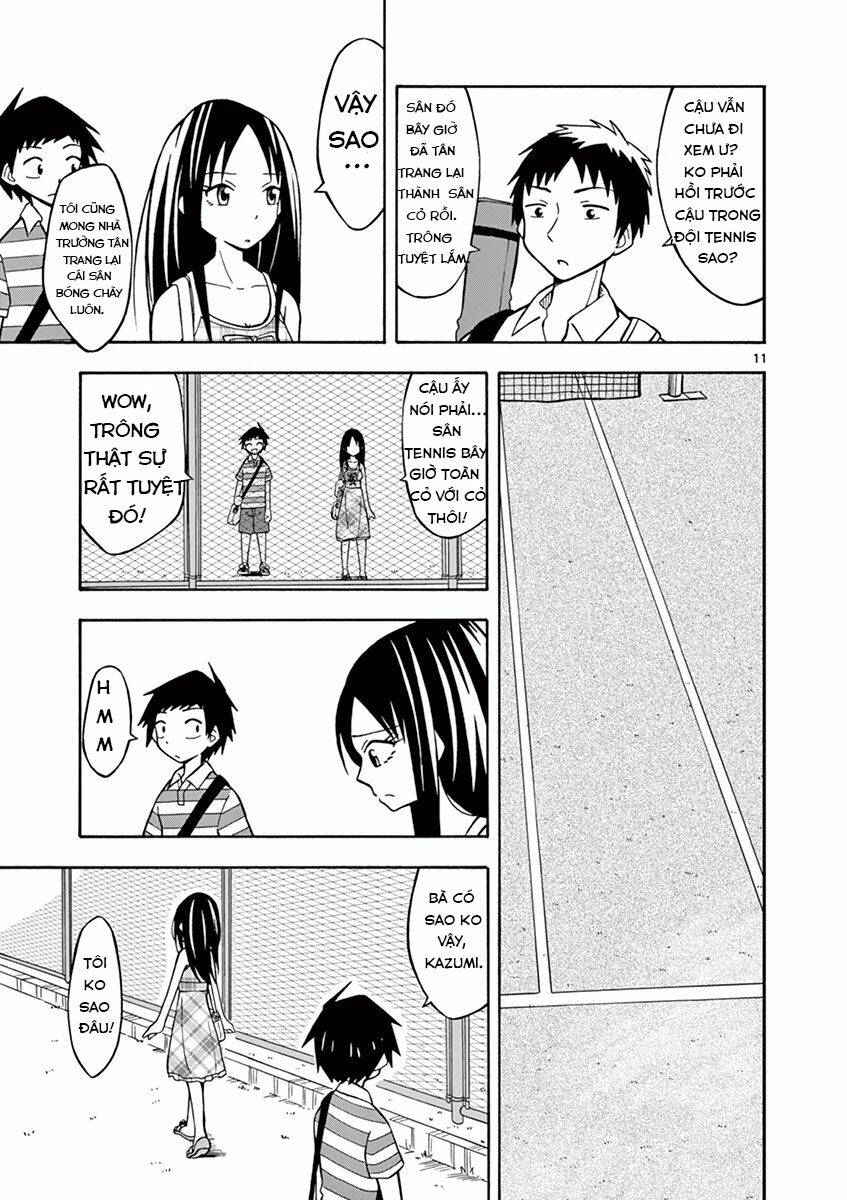 CẬU VẪN
CHƯA ĐI
XEM Ư?
KO PHẢI
HỒI TRƯỚC
CẬU TRONG
ĐỘI TENNIS
SAO?
SÂN ĐÓ
BÂY GIỜ
ĐÃ TÂN
TRANG LẠI
THÀNH SÂN
CỎ RỒI.
TRÔNG
TUYỆT LẮM.
VẬY
SAO
...
TÔI CŨNG
MONG NHÀ
TRƯỜNG TÂN
TRANG LẠI
CÁI SÂN
BÓNG CHÀY
LUÔN.
11
CẬU ẤY
NÓI PHẢI...
SÂN
TENNIS BÂY
GIỜ TOÀN
CỎ VỚI CỎ
THÔI!
WOW,
TRÔNG
THẬT SỰ
RẤT TUYỆT
ĐÓ!
H
M
M
BÀ CÓ
SAO KO
VẬY,
KAZUMI.
TÔI
KO
SAO
ĐÂU!